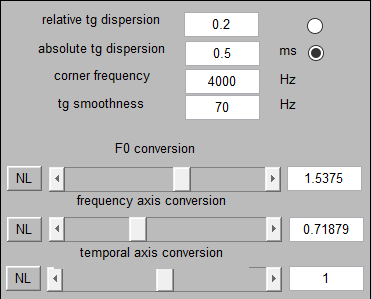 relative tg dispersion 0.2
absolute tg dispersion 0.5 ms
corner frequency 4000 Hz
tg smoothness 70 Hz
F0 conversion
NL 1.5375
frequency axis conversion
NL 0.71879
temporal axis conversion
NL 1